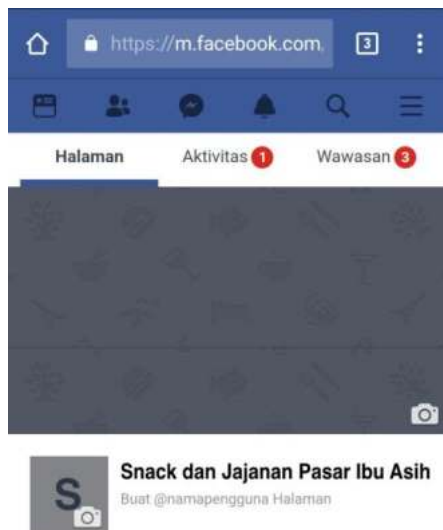 https://m.facebook.com,
3
Halaman
Aktivitas 1
Wawasan 3
S
Snack dan Jajanan Pasar Ibu Asih
Buat @namapengguna Halaman